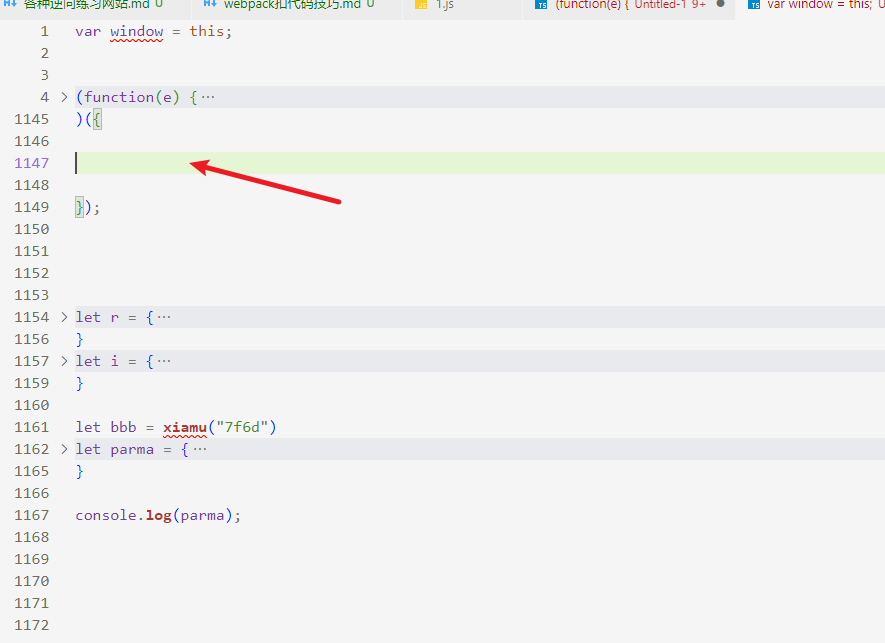 各种逆向练习网站.md U webpack扣代码技巧.md U JS 1.js TS (function(e) { Untitled-1 9+ ● TS var window = this; U
1 var window = this;
2
3
4 (function(e) { ···
1145 )({
1146
1147
1148
1149 });
1150
1151
1152
1153
1154 let r = { ···
1156 }
1157 let i = { ···
1159 }
1160
1161 let bbb = xiamu("7f6d")
1162 let parma = { ···
1165 }
1166
1167 console.log(parma);
1168
1169
1170
1171
1172